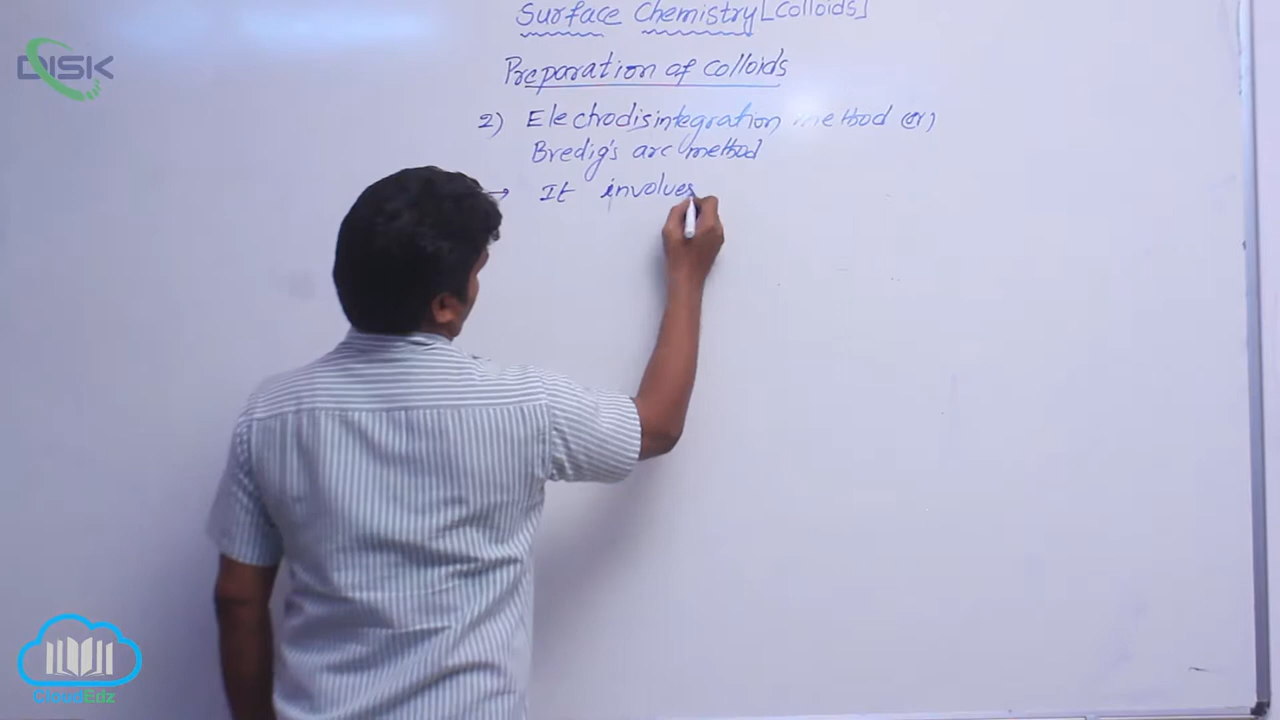 Surface Chemistry [Colloids]
DISK
Preparation of colloids
2) Electrodisintegration method (or)
Bredig's arc method
→ It involves
CloudEdz